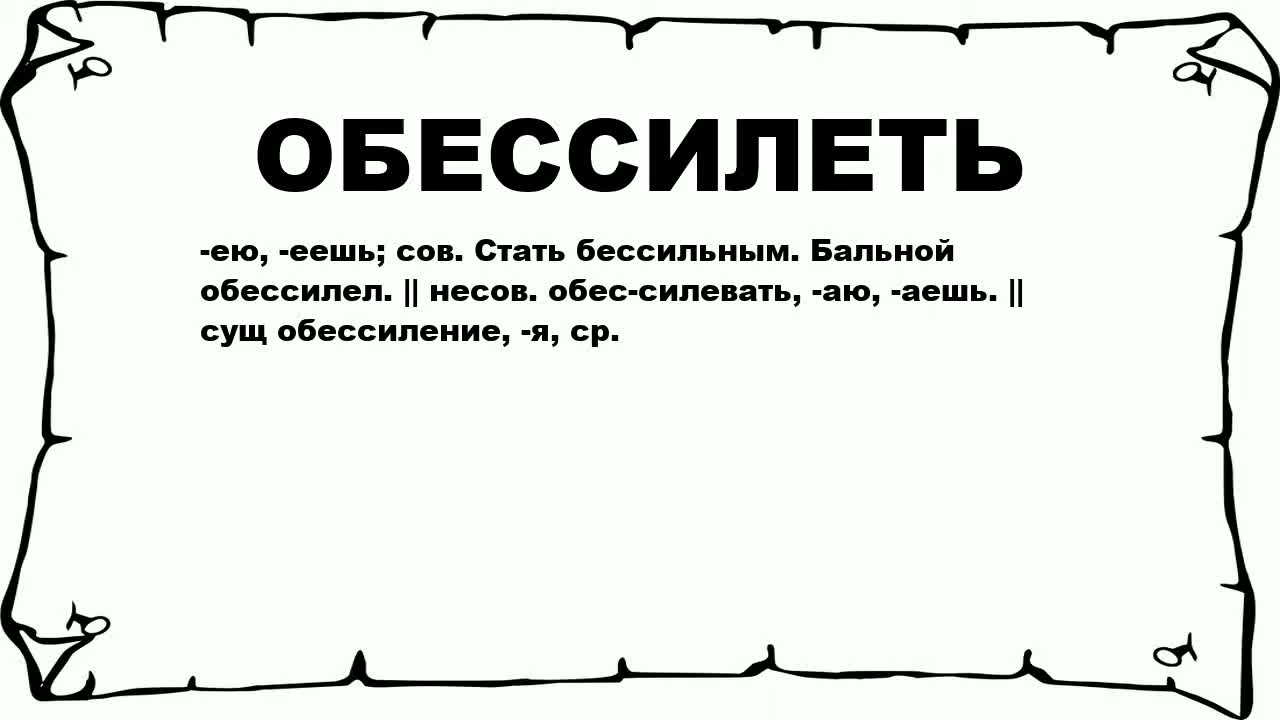 ОБЕССИЛЕТЬ
-ею, -еешь; сов. Стать бессильным. Бальной
обессилел. || несов. обес-силевать, -аю, -аешь. ||
сущ обессиление, -я, ср.